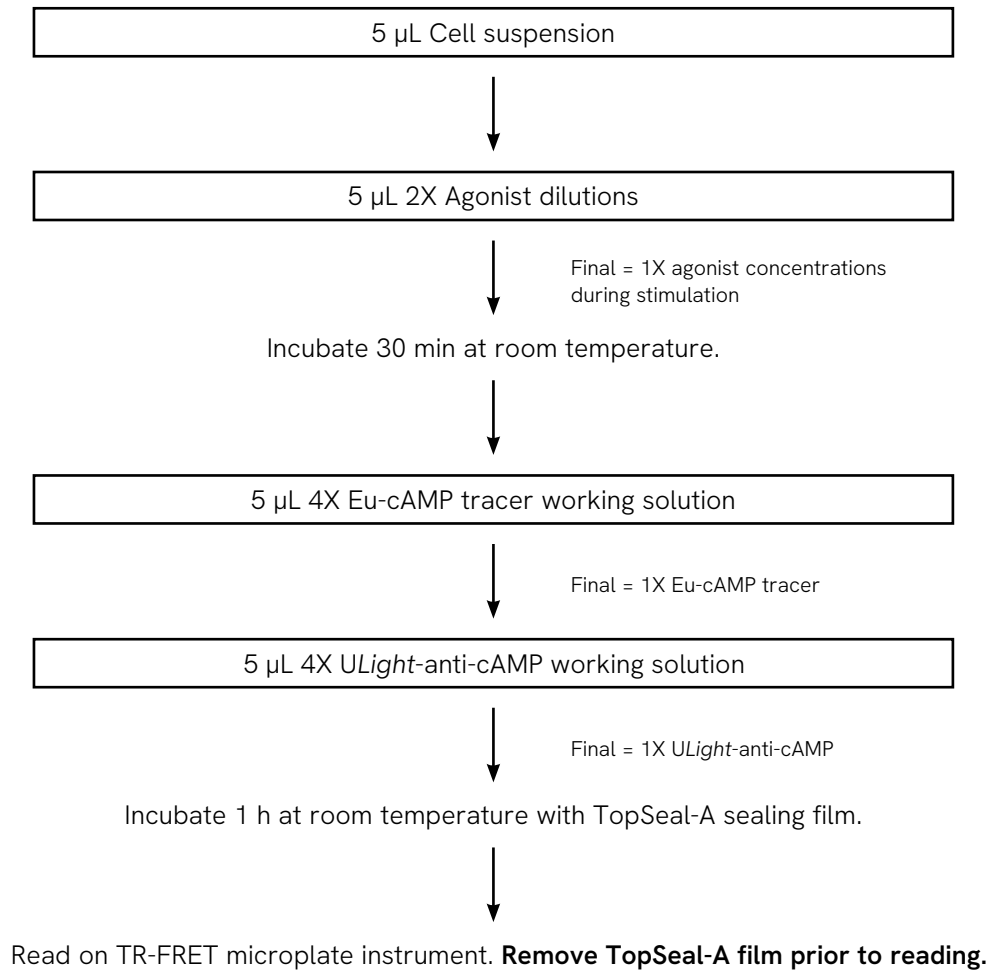 5 µL Cell suspension
5 µL 2X Agonist dilutions
Final = 1X agonist concentrations
during stimulation
Incubate 30 min at room temperature.
5 µL 4X Eu-cAMP tracer working solution
Final = 1X Eu-cAMP tracer
5 µL 4X ULight-anti-cAMP working solution
Final = 1X ULight-anti-cAMP
Incubate 1 h at room temperature with TopSeal-A sealing film.
Read on TR-FRET microplate instrument. Remove TopSeal-A film prior to reading.